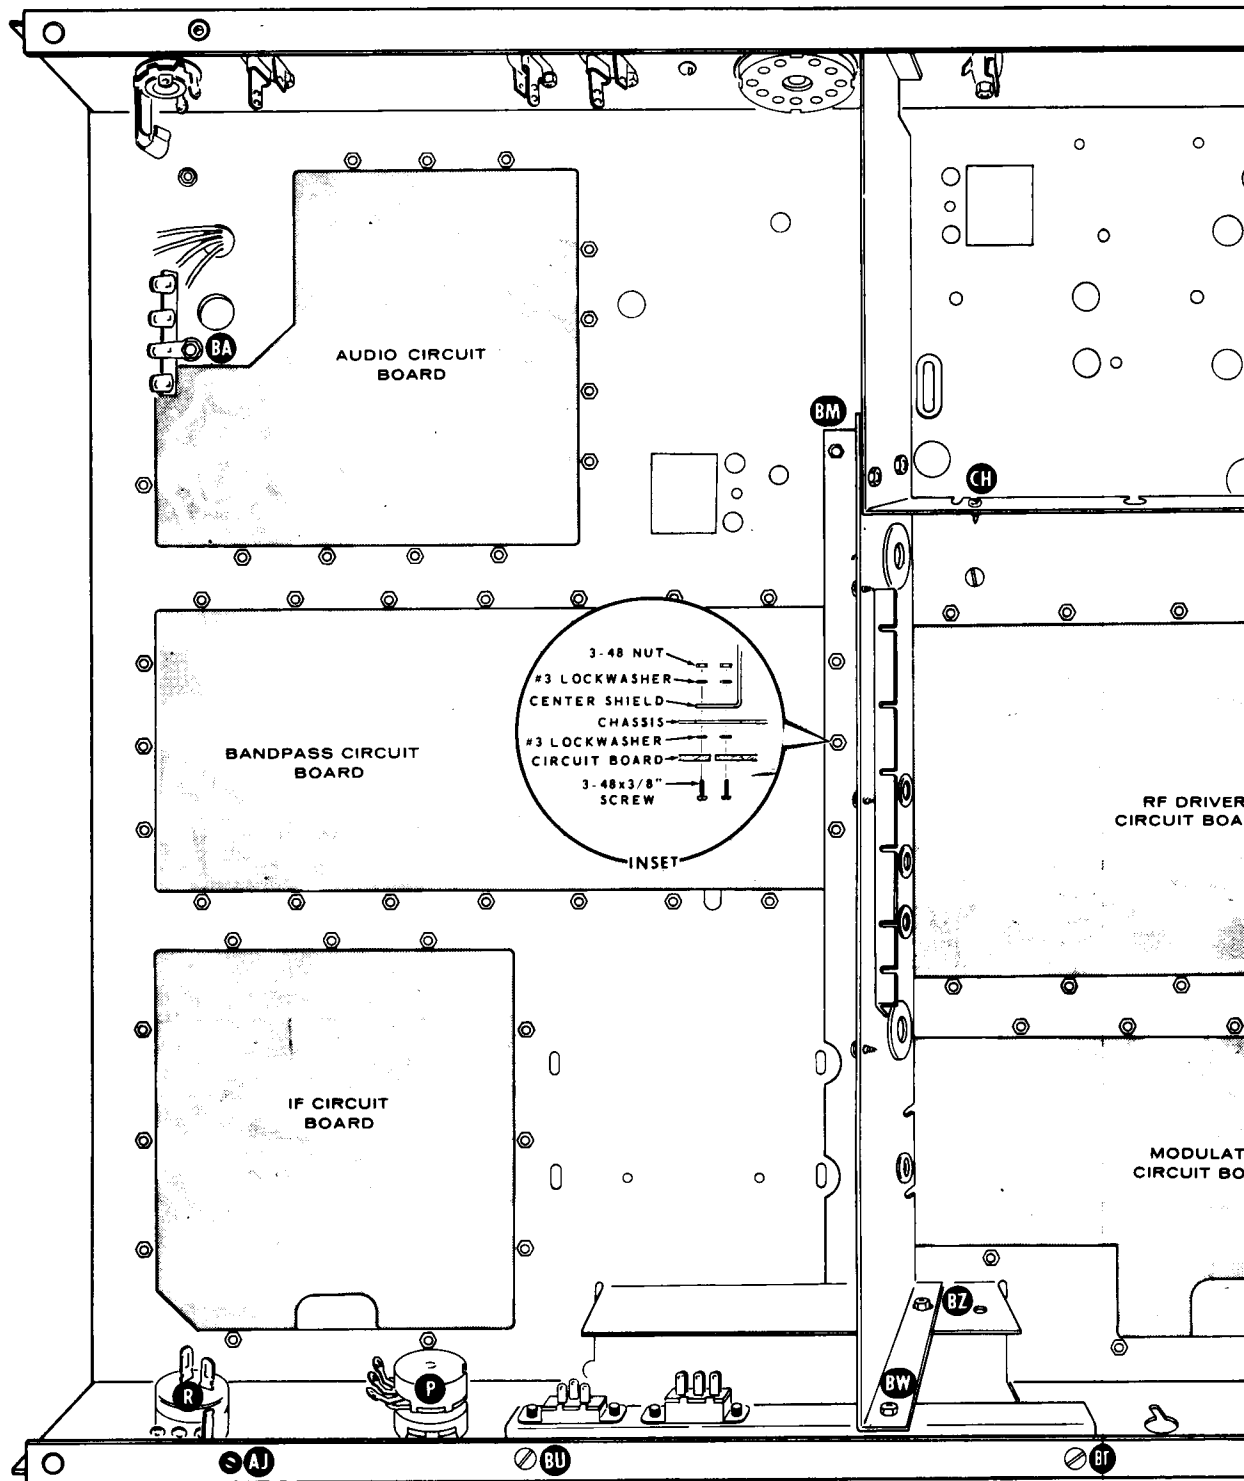 BA
AUDIO CIRCUIT
BOARD
BM
CH
3-48 NUT
#3 LOCKWASHER
CENTER SHIELD
CHASSIS
#3 LOCKWASHER
CIRCUIT BOARD
3-48x3/8"
SCREW
INSET
BANDPASS CIRCUIT
BOARD
RF DRIVER
CIRCUIT BOA
IF CIRCUIT
BOARD
MODULAT
CIRCUIT BO
BZ
R
P
BW
AJ
BU
BT